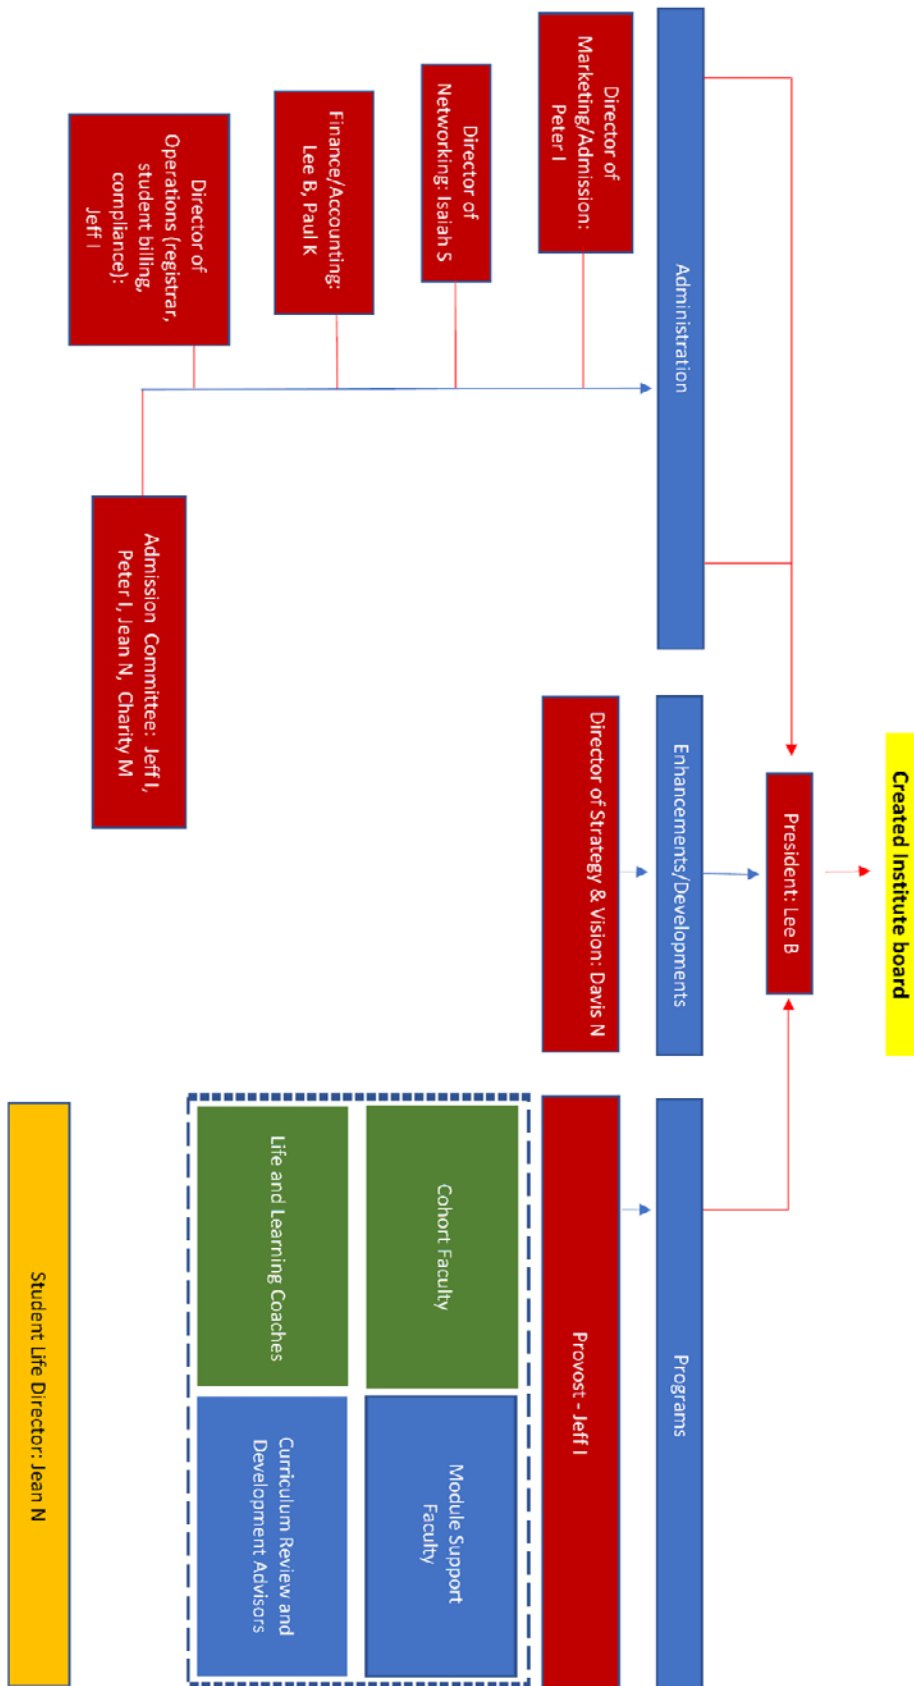 Created Institute board
President: Lee B
Administration
Enhancements/Developments
Programs
Director of
Marketing/Admission:
Peter I
Director of
Networking: Isaiah S
Finance/Accounting:
Lee B, Paul K
Director of
Operations (registrar,
student billing,
compliance):
Jeff I
Admission Committee: Jeff I,
Peter I, Jean N, Charity M
Director of Strategy & Vision: Davis N
Provost - Jeff I
Cohort Faculty
Module Support
Faculty
Life and Learning Coaches
Curriculum Review and
Development Advisors
Student Life Director: Jean N